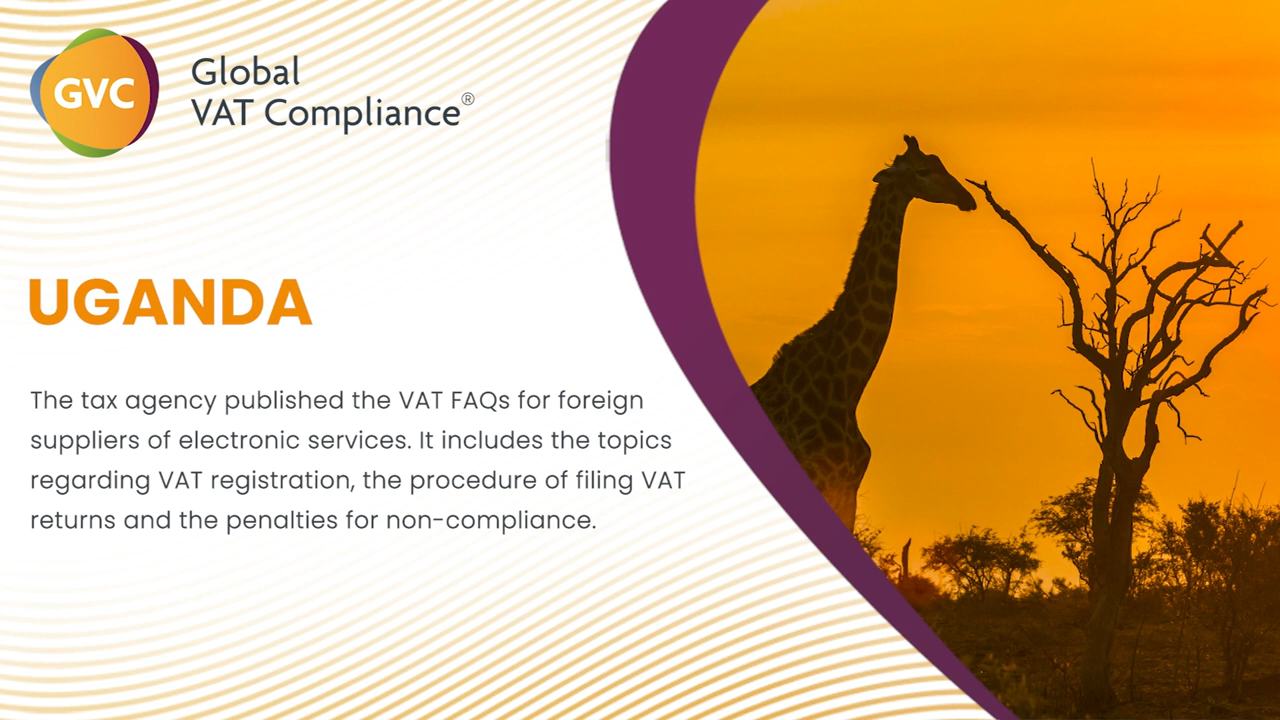 GVC
Global
VAT Compliance®
UGANDA
The tax agency published the VAT FAQs for foreign
suppliers of electronic services. It includes the topics
regarding VAT registration, the procedure of filing VAT
returns and the penalties for non-compliance.